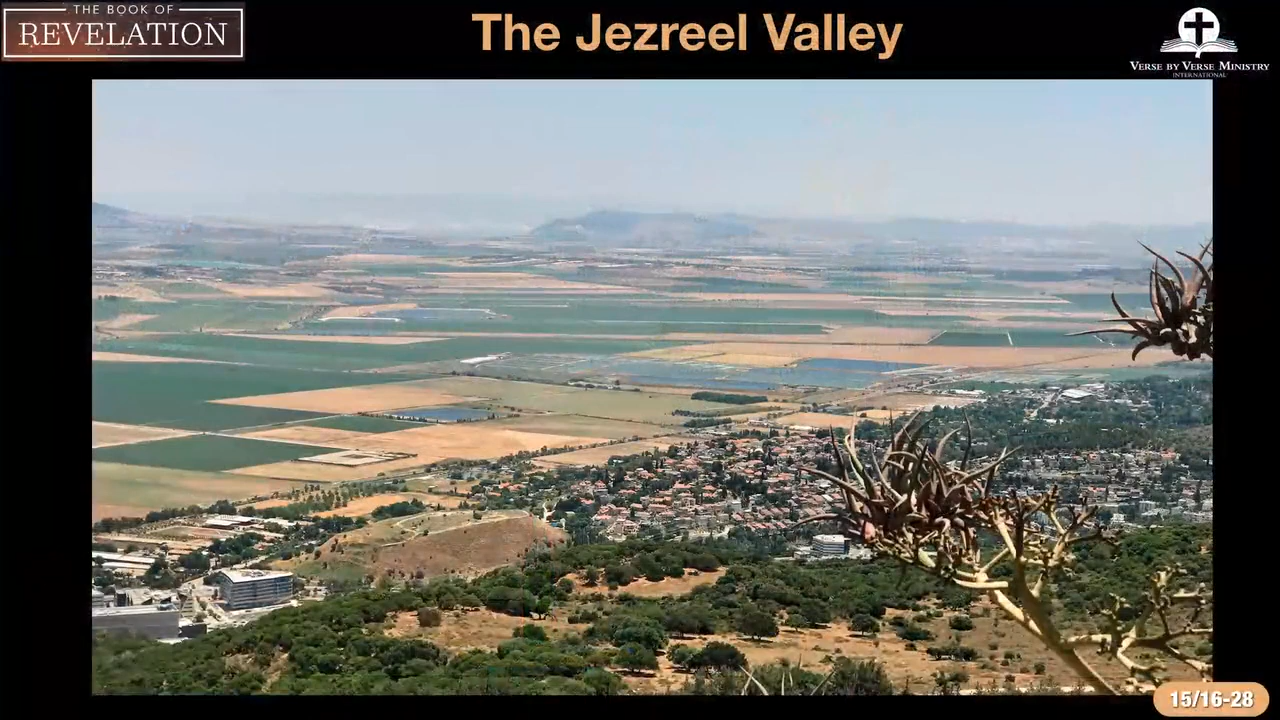 THE BOOK OF
REVELATION
The Jezreel Valley
VERSE BY VERSE MINISTRY
INTERNATIONAL
15/16-28